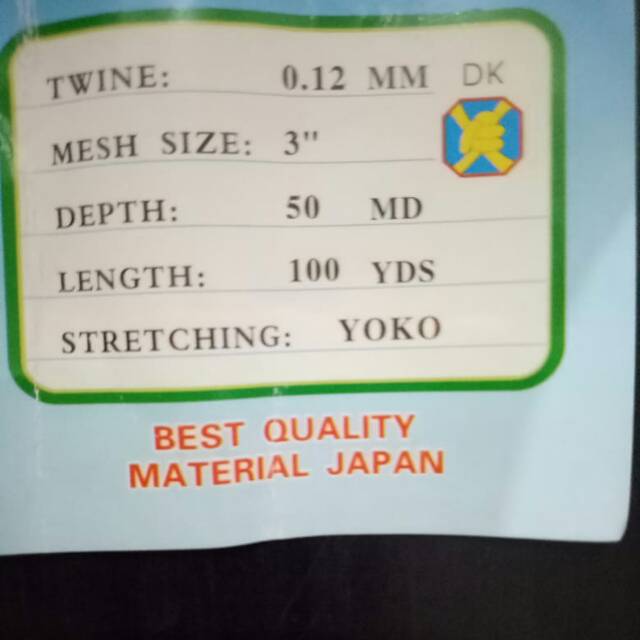 TWINE: 0.12 MM DK
MESH SIZE: 3"
DEPTH: 50 MD
LENGTH: 100 YDS
STRETCHING: YOKO
BEST QUALITY
MATERIAL JAPAN